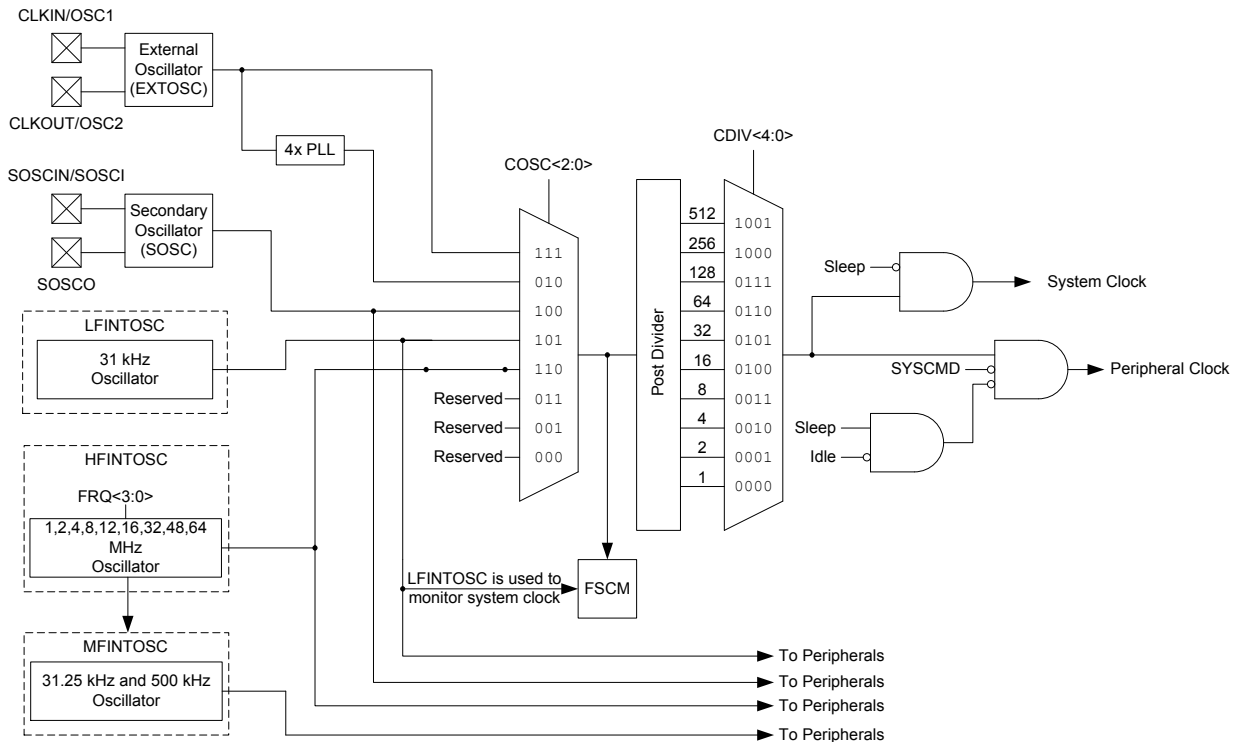 CLKIN/OSC1
External
Oscillator
(EXTOSC)
CLKOUT/OSC2
4x PLL
SOSCIN/SOSCI
Secondary
Oscillator
(SOSC)
SOSCO
LFINTOSC
31 kHz
Oscillator
HFINTOSC
FRQ<3:0>
1,2,4,8,12,16,32,48,64
MHz
Oscillator
MFINTOSC
31.25 kHz and 500 kHz
Oscillator
COSC<2:0>
111
010
100
101
110
Reserved 011
Reserved 001
Reserved 000
LFINTOSC is used to
monitor system clock
FSCM
Post Divider
CDIV<4:0>
512 1001
256 1000
128 0111
64 0110
32 0101
16 0100
8 0011
4 0010
2 0001
1 0000
Sleep
System Clock
SYSCMD
Peripheral Clock
Sleep
Idle
To Peripherals
To Peripherals
To Peripherals
To Peripherals